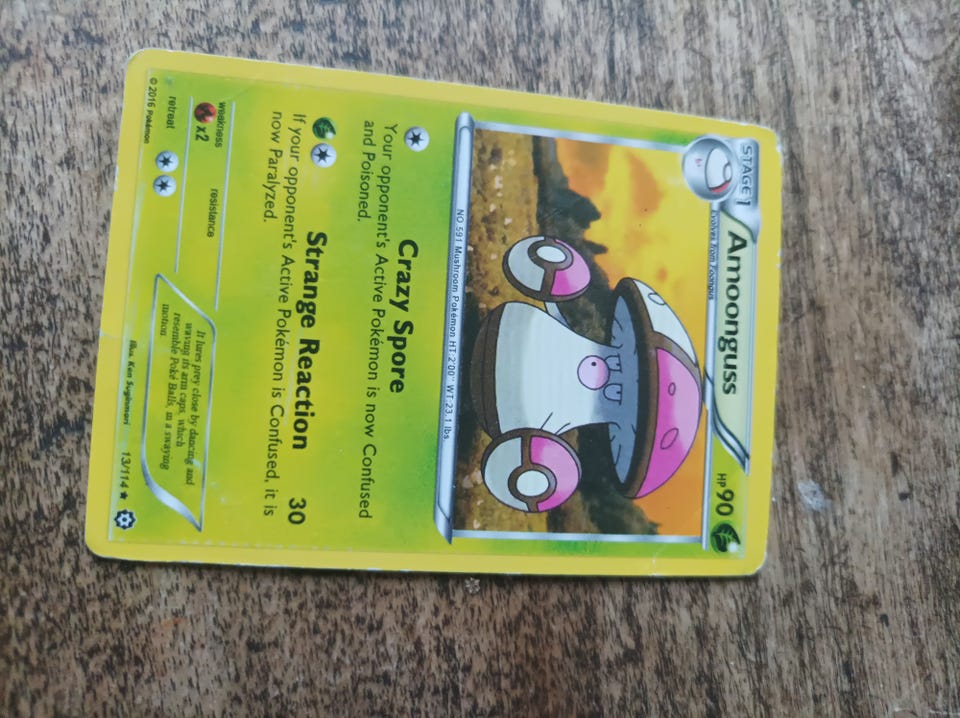 STAGE 1
Amoonguss
HP 90
Evolves from Foongus
NO 591 Mushroom Pokémon HT: 2'00" WT: 23.1 lbs.
Crazy Spore
Your opponent's Active Pokémon is now Confused
and Poisoned.
Strange Reaction 30
If your opponent's Active Pokémon is Confused, it is
now Paralyzed.
weakness
x2
resistance
retreat
It lures prey close by dancing and
waving its arm caps, which
resemble Poké Balls, in a swaying
motion.
Illus. Ken Sugimori
13/114 ★
© 2016 Pokémon